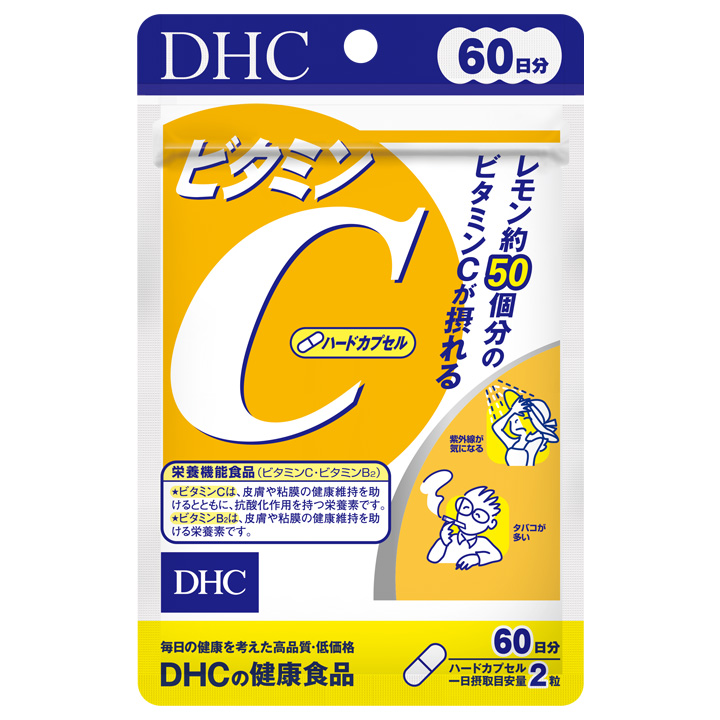 DHC
60日分
ビタミン
C
レモン約50個分の
ビタミンCが摂れる
ハードカプセル
紫外線が
気になる
タバコが
多い
栄養機能食品(ビタミンC・ビタミンB₂)
★ビタミンCは、皮膚や粘膜の健康維持を助
けるとともに、抗酸化作用を持つ栄養素です。
★ビタミンB₂は、皮膚や粘膜の健康維持を助
ける栄養素です。
DHC
毎日の健康を考えた高品質・低価格
DHCの健康食品
60日分
ハードカプセル
一日摂取目安量2粒